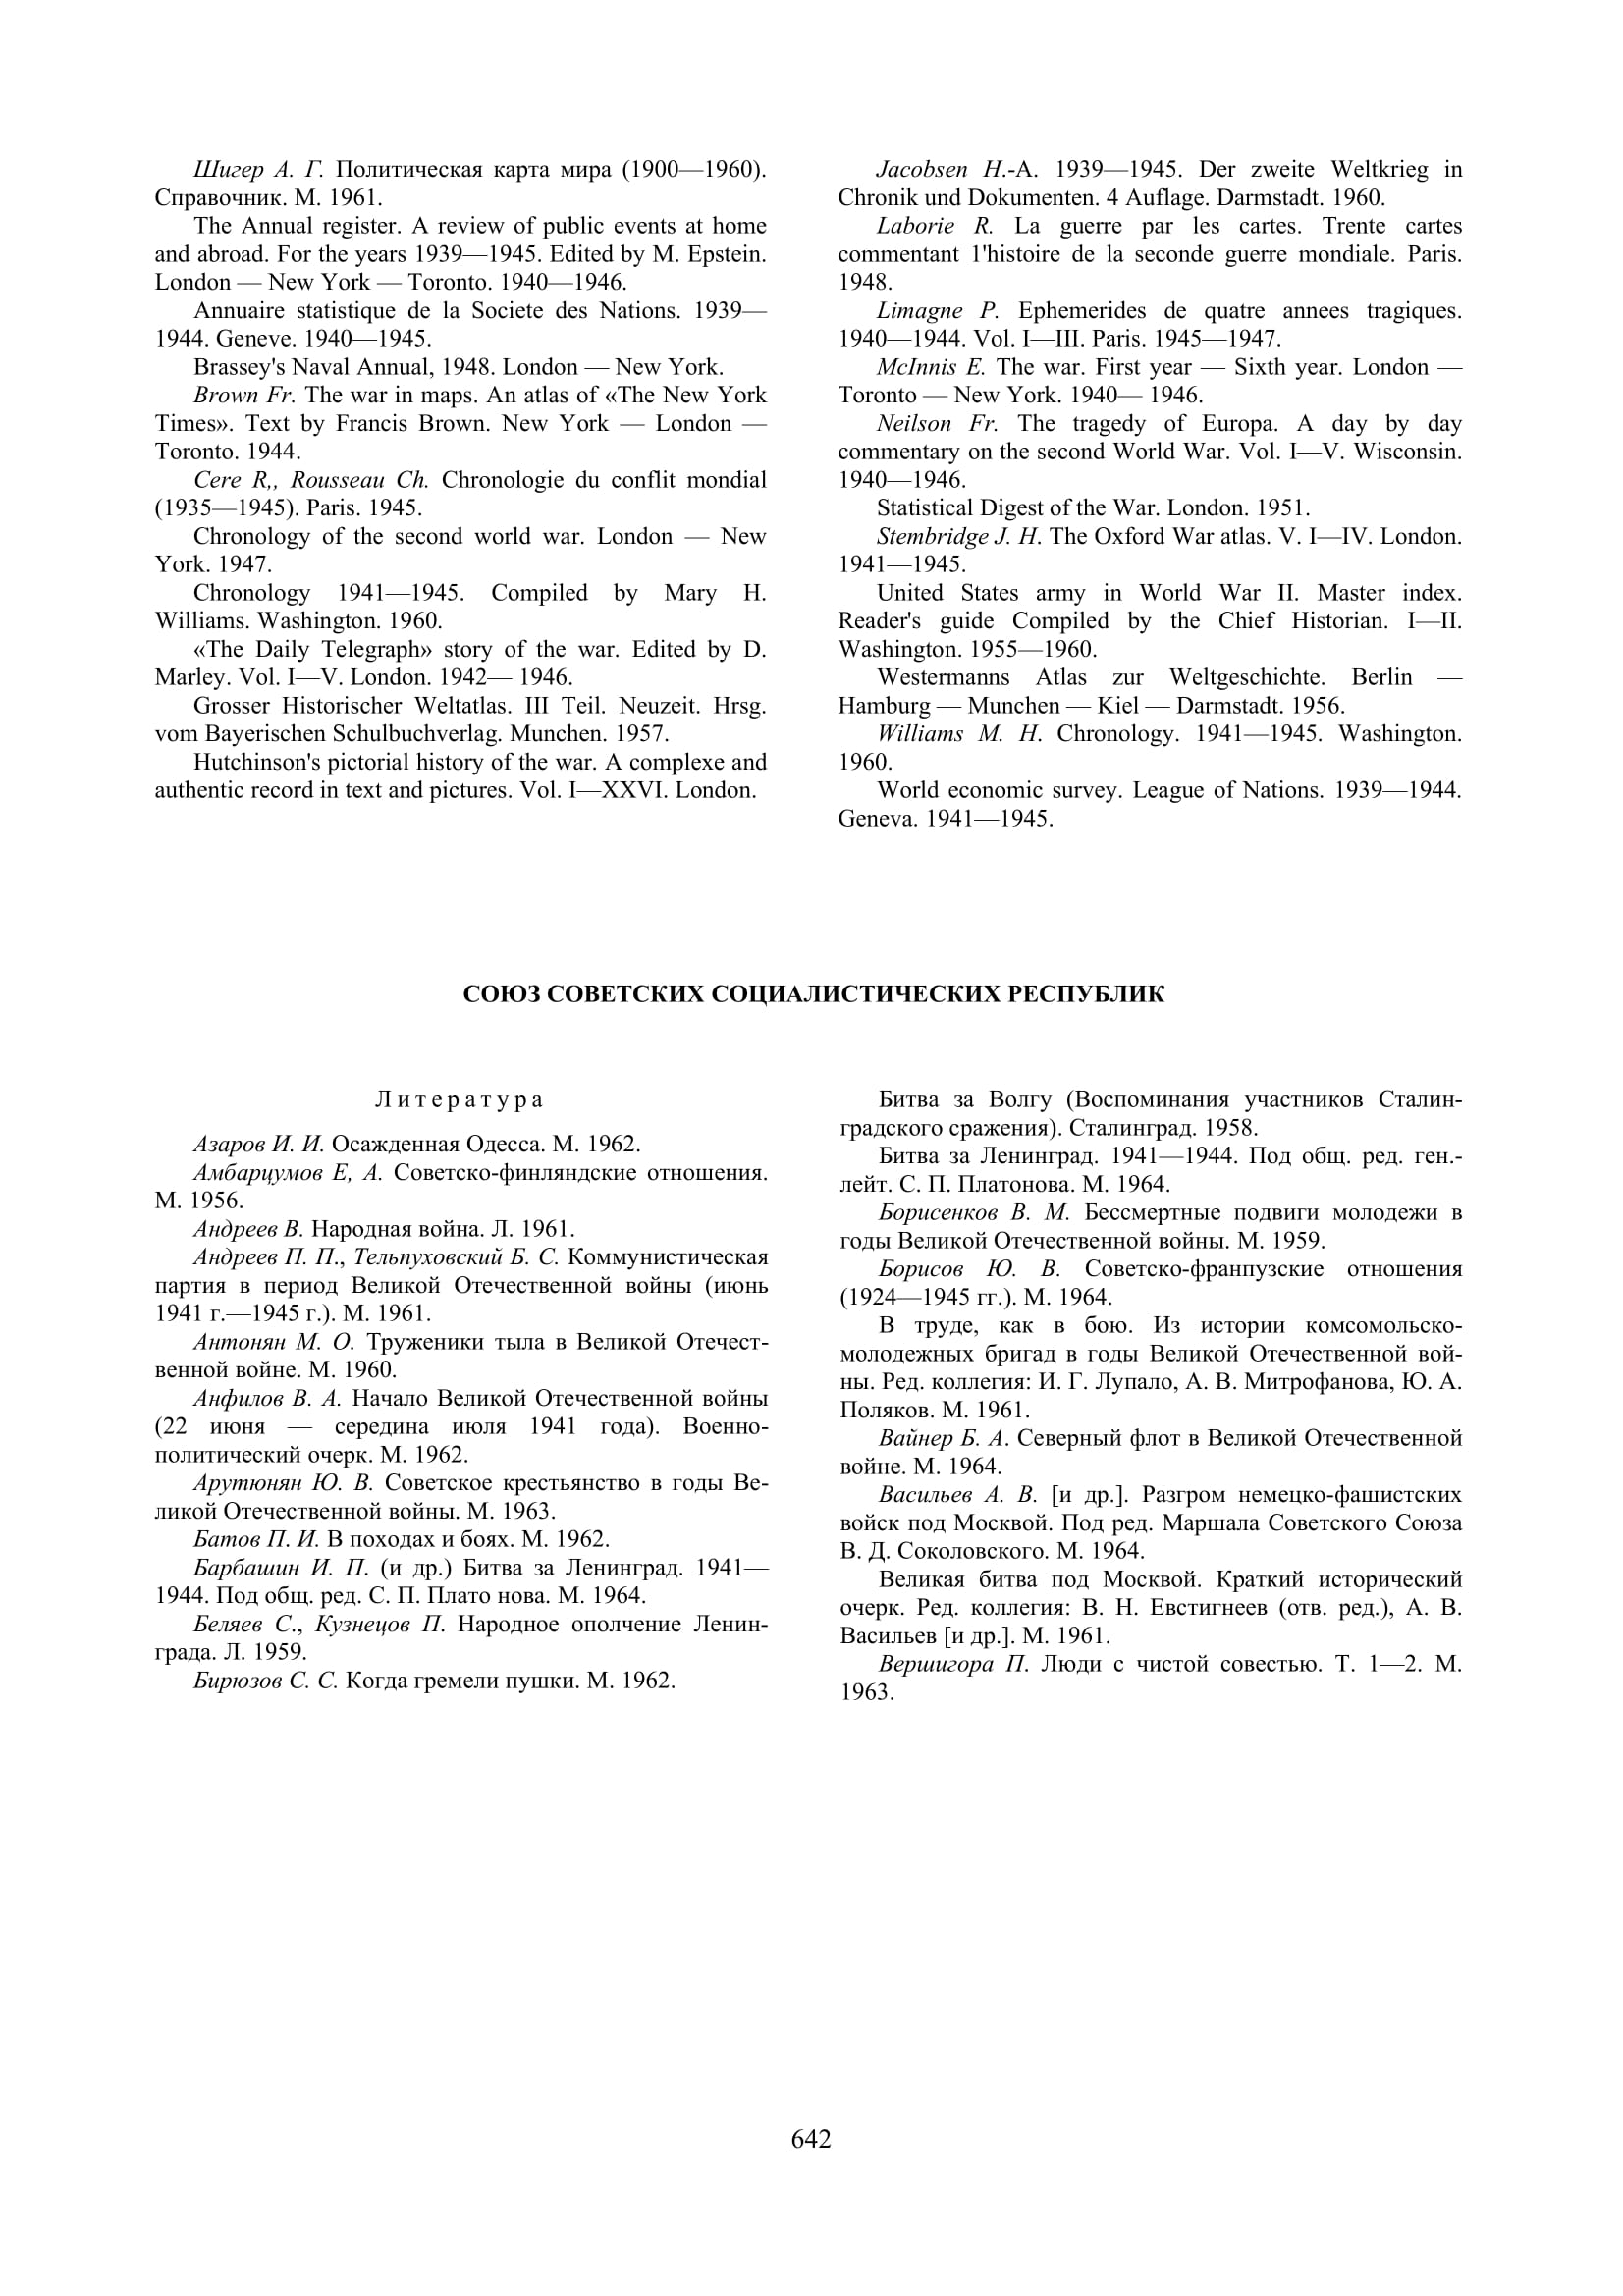 Шигер А. Г. Политическая карта мира (1900—1960).
Справочник. М. 1961.
The Annual register. A review of public events at home
and abroad. For the years 1939—1945. Edited by M. Epstein.
London — New York — Toronto. 1940—1946.
Annuaire statistique de la Societe des Nations. 1939—
1944. Geneve. 1940—1945.
Brassey's Naval Annual, 1948. London — New York.
Brown Fr. The war in maps. An atlas of «The New York
Times». Text by Francis Brown. New York — London —
Toronto. 1944.
Cere R,, Rousseau Ch. Chronologie du conflit mondial
(1935—1945). Paris. 1945.
Chronology of the second world war. London — New
York. 1947.
Chronology 1941—1945. Compiled by Mary H.
Williams. Washington. 1960.
«The Daily Telegraph» story of the war. Edited by D.
Marley. Vol. I—V. London. 1942— 1946.
Grosser Historischer Weltatlas. III Teil. Neuzeit. Hrsg.
vom Bayerischen Schulbuchverlag. Munchen. 1957.
Hutchinson's pictorial history of the war. A complexe and
authentic record in text and pictures. Vol. I—XXVI. London.
Jacobsen H.-A. 1939—1945. Der zweite Weltkrieg in
Chronik und Dokumenten. 4 Auflage. Darmstadt. 1960.
Laborie R. La guerre par les cartes. Trente cartes
commentant 1'histoire de la seconde guerre mondiale. Paris.
1948.
Limagne P. Ephemerides de quatre annees tragiques.
1940—1944. Vol. I—III. Paris. 1945—1947.
McInnis E. The war. First year — Sixth year. London —
Toronto — New York. 1940— 1946.
Neilson Fr. The tragedy of Europa. A day by day
commentary on the second World War. Vol. I—V. Wisconsin.
1940—1946.
Statistical Digest of the War. London. 1951.
Stembridge J. H. The Oxford War atlas. V. I—IV. London.
1941—1945.
United States army in World War II. Master index.
Reader's guide Compiled by the Chief Historian. I—II.
Washington. 1955—1960.
Westermanns Atlas zur Weltgeschichte. Berlin —
Hamburg — Munchen — Kiel — Darmstadt. 1956.
Williams M. H. Chronology. 1941—1945. Washington.
1960.
World economic survey. League of Nations. 1939—1944.
Geneva. 1941—1945.
СОЮЗ СОВЕТСКИХ СОЦИАЛИСТИЧЕСКИХ РЕСПУБЛИК
Литература
Азаров И. И. Осажденная Одесса. М. 1962.
Амбарцумов Е, А. Советско-финляндские отношения.
М. 1956.
Андреев В. Народная война. Л. 1961.
Андреев П. П., Тельпуховский Б. С. Коммунистическая
партия в период Великой Отечественной войны (июнь
1941 г.—1945 г.). М. 1961.
Антонян М. О. Труженики тыла в Великой Отечест-
венной войне. М. 1960.
Анфилов В. А. Начало Великой Отечественной войны
(22 июня — середина июля 1941 года). Военно-
политический очерк. М. 1962.
Арутюнян Ю. В. Советское крестьянство в годы Ве-
ликой Отечественной войны. М. 1963.
Батов П. И. В походах и боях. М. 1962.
Барбашин И. П. (и др.) Битва за Ленинград. 1941—
1944. Под общ. ред. С. П. Плато нова. М. 1964.
Беляев С., Кузнецов П. Народное ополчение Ленин-
града. Л. 1959.
Бирюзов С. С. Когда гремели пушки. М. 1962.
Битва за Волгу (Воспоминания участников Сталин-
градского сражения). Сталинград. 1958.
Битва за Ленинград. 1941—1944. Под общ. ред. ген.-
лейт. С. П. Платонова. М. 1964.
Борисенков В. М. Бессмертные подвиги молодежи в
годы Великой Отечественной войны. М. 1959.
Борисов Ю. В. Советско-франпузские отношения
(1924—1945 гг.). М. 1964.
В труде, как в бою. Из истории комсомольско-
молодежных бригад в годы Великой Отечественной вой-
ны. Ред. коллегия: И. Г. Лупало, А. В. Митрофанова, Ю. А.
Поляков. М. 1961.
Вайнер Б. А. Северный флот в Великой Отечественной
войне. М. 1964.
Васильев А. В. [и др.]. Разгром немецко-фашистских
войск под Москвой. Под ред. Маршала Советского Союза
В. Д. Соколовского. М. 1964.
Великая битва под Москвой. Краткий исторический
очерк. Ред. коллегия: В. Н. Евстигнеев (отв. ред.), А. В.
Васильев [и др.]. М. 1961.
Вершигора П. Люди с чистой совестью. Т. 1—2. М.
1963.
642